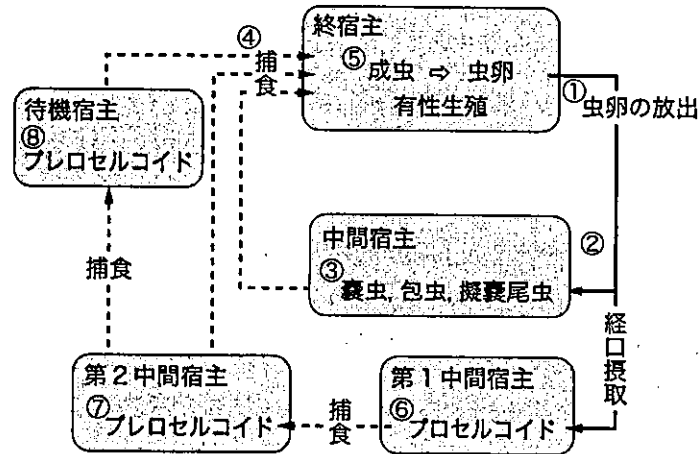 ④
捕食
終宿主
⑤成虫 ⇨ 虫卵
有性生殖
①虫卵の放出
待機宿主
⑧
プレロセルコイド
捕食
中間宿主
②
③
嚢虫, 包虫, 擬嚢尾虫
経口摂取
第2中間宿主
⑦
プレロセルコイド
捕食
第1中間宿主
⑥
プロセルコイド